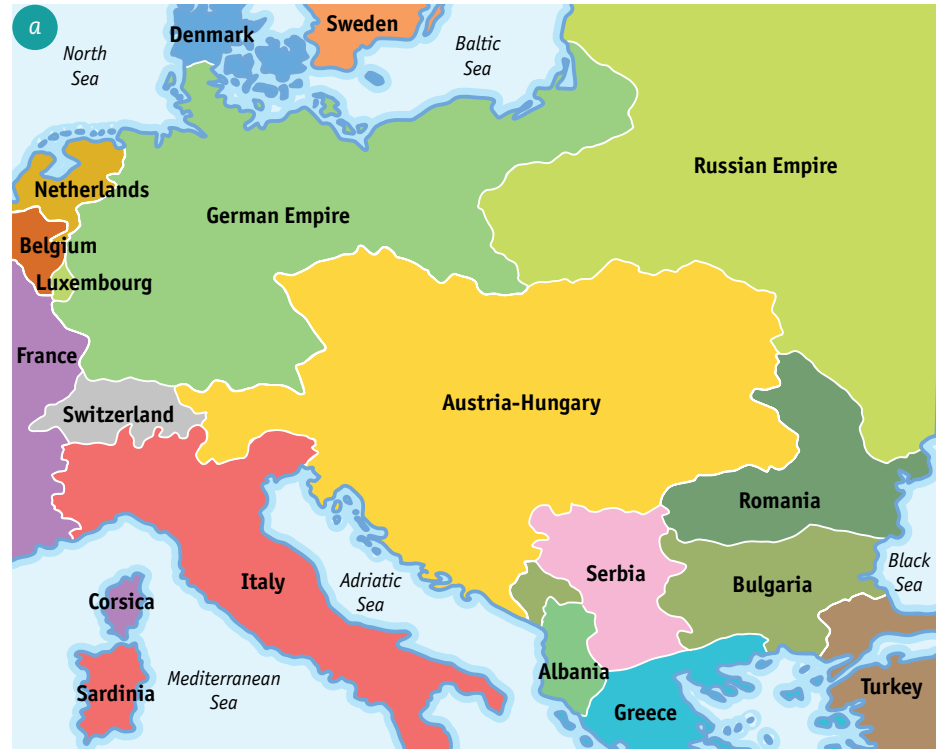 a
North
Sea
Denmark
Sweden
Baltic
Sea
Russian Empire
Netherlands
German Empire
Belgium
Luxembourg
France
Switzerland
Austria-Hungary
Romania
Black
Sea
Serbia
Bulgaria
Italy
Adriatic
Sea
Corsica
Albania
Sardinia
Mediterranean
Sea
Turkey
Greece